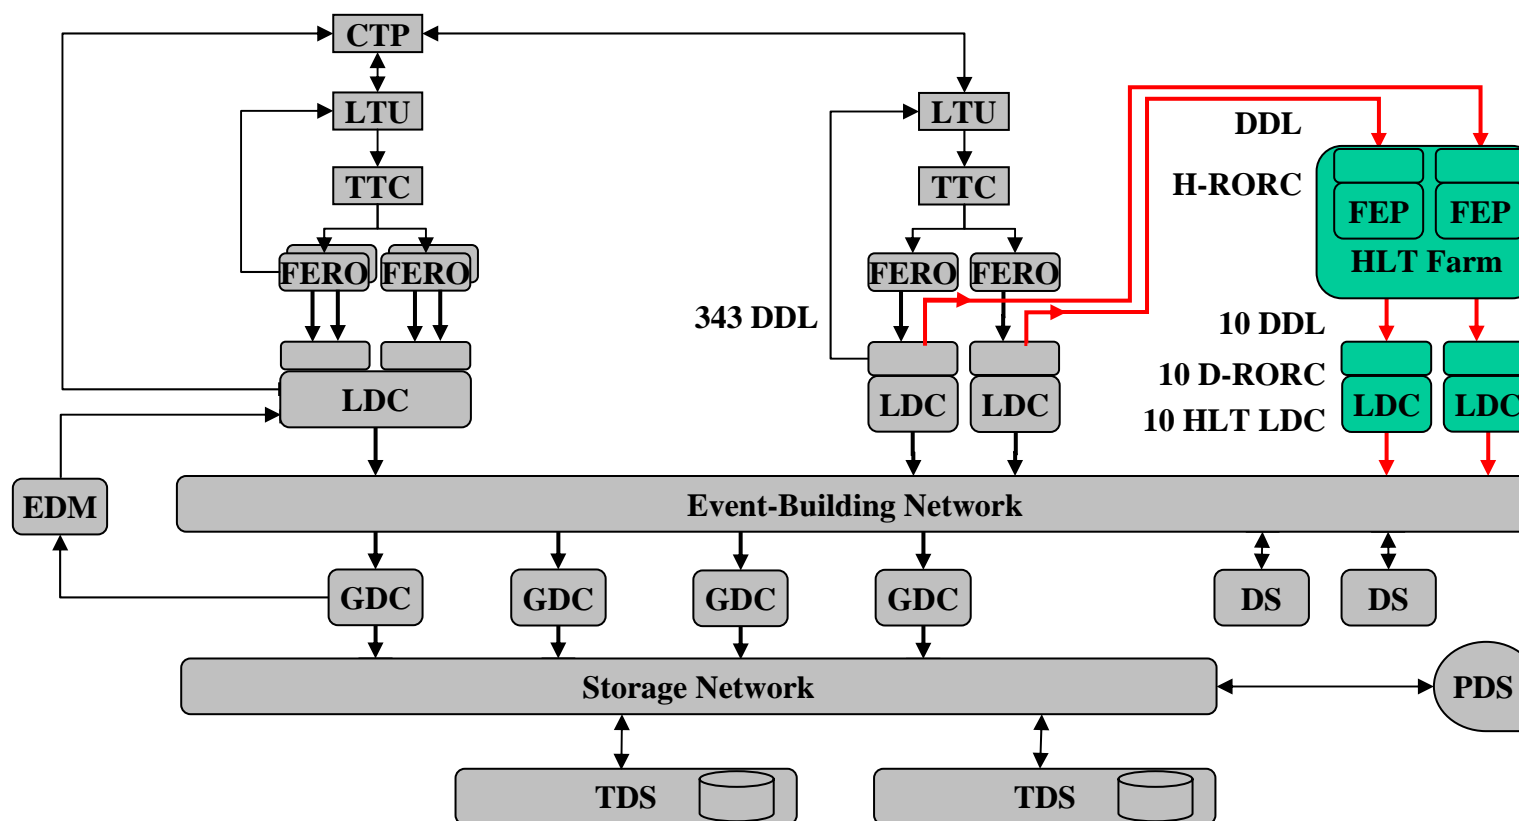 CTP
LTU
LTU
DDL
TTC
TTC
H-RORC
FEP
FEP
HLT Farm
FERO
FERO
FERO
FERO
343 DDL
10 DDL
10 D-RORC
LDC
LDC
LDC
LDC
LDC
10 HLT LDC
EDM
Event-Building Network
GDC
GDC
GDC
GDC
DS
DS
Storage Network
PDS
TDS
TDS